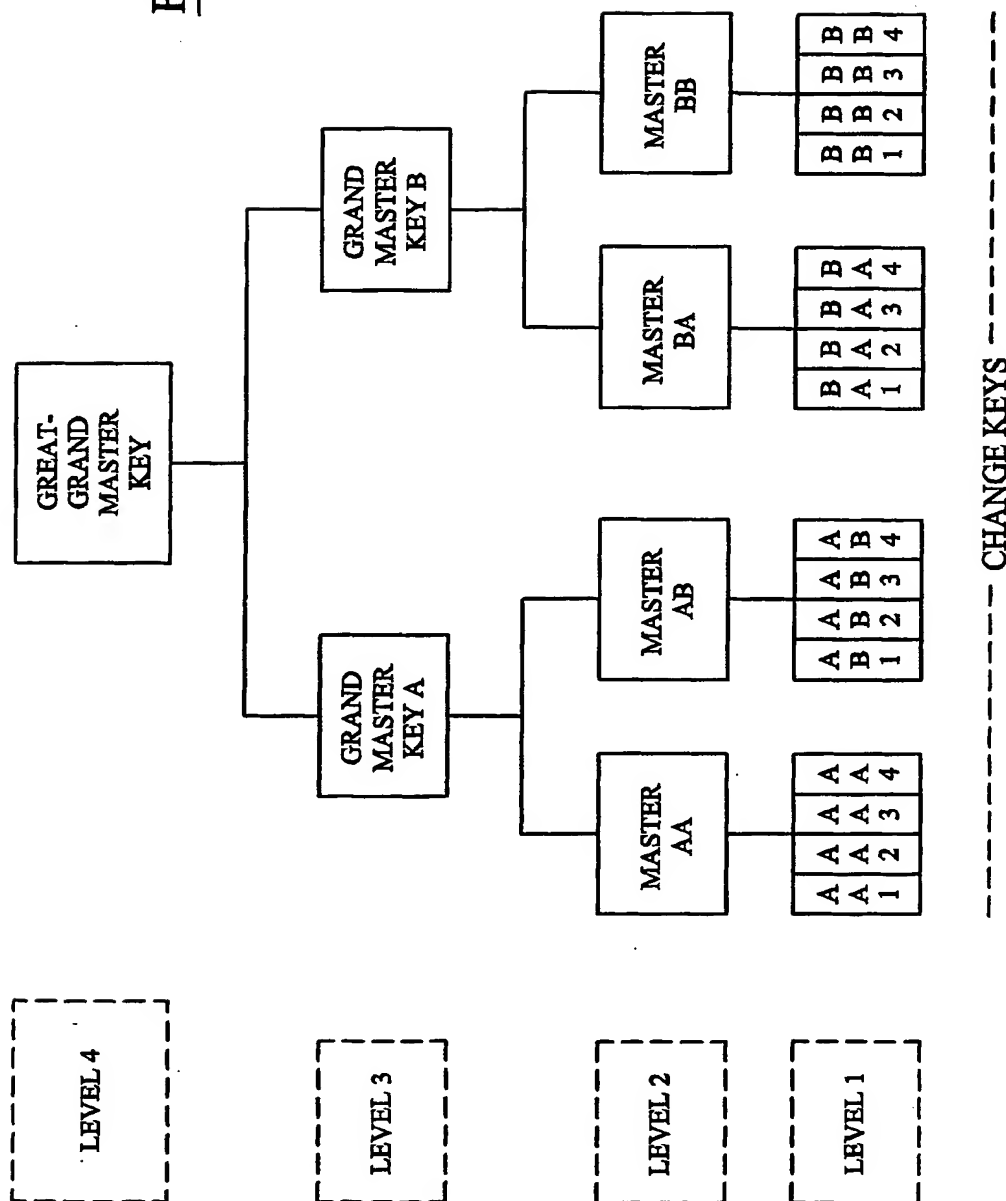 LEVEL 4
GREAT-
GRAND
MASTER
KEY
LEVEL 3
GRAND
MASTER
KEY A
GRAND
MASTER
KEY B
LEVEL 2
MASTER
AA
MASTER
AB
MASTER
BA
MASTER
BB
LEVEL 1
A A A A
A A A A
1 2 3 4
A A A A
B B B B
1 2 3 4
B B B B
A A A A
1 2 3 4
B B B B
B B B B
1 2 3 4
CHANGE KEYS